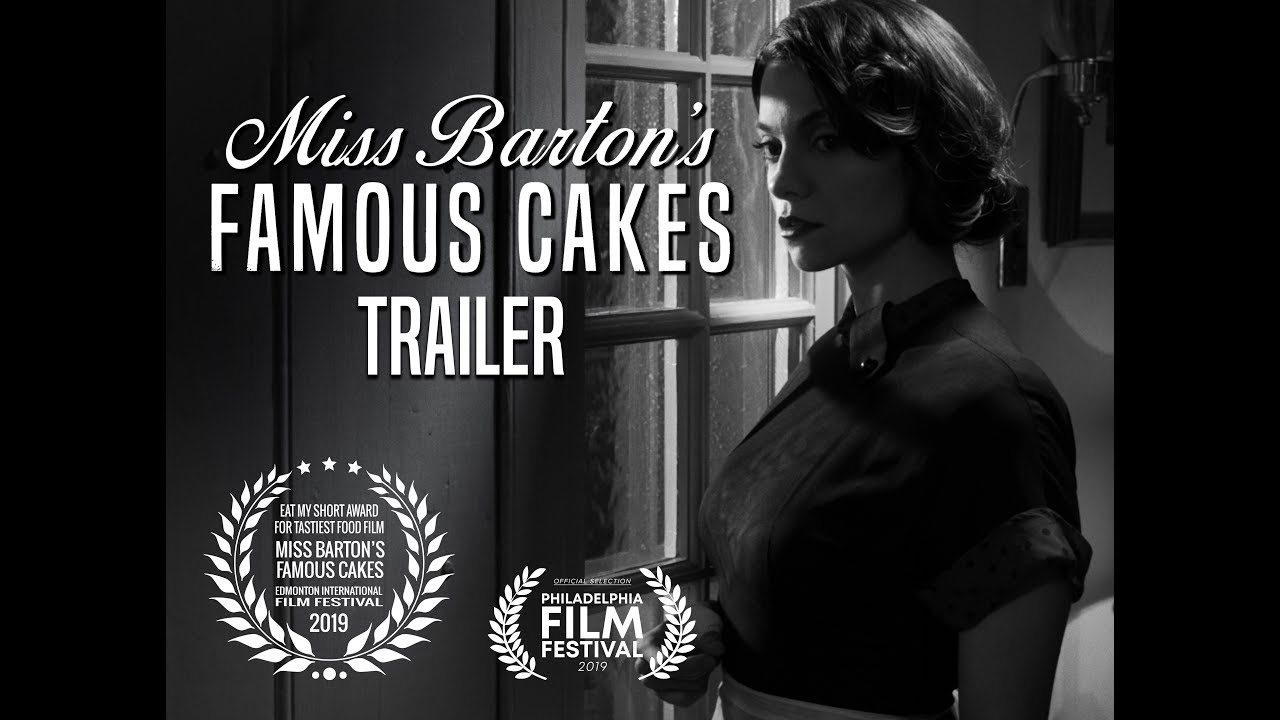 Miss Barton's
FAMOUS CAKES
TRAILER
EAT MY SHORT AWARD
FOR TASTIEST FOOD FILM
MISS BARTON'S
FAMOUS CAKES
EDMONTON INTERNATIONAL
FILM FESTIVAL
2019
OFFICIAL SELECTION
PHILADELPHIA
FILM
FESTIVAL
2019